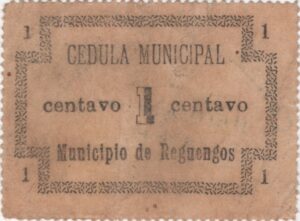 1 1
CEDULA MUNICIPAL
centavo 1 centavo
Municipio de Reguengos
1 1